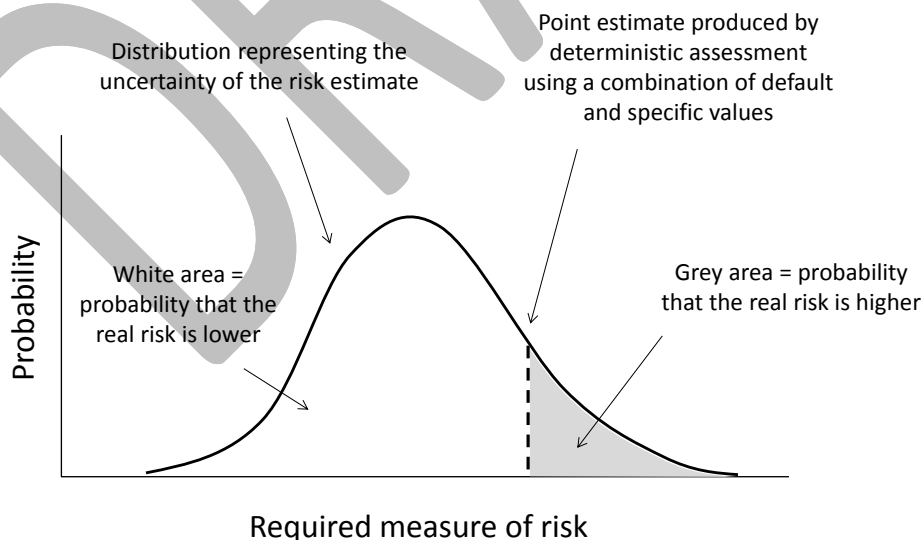 Distribution representing the
uncertainty of the risk estimate
Point estimate produced by
deterministic assessment
using a combination of default
and specific values
White area =
probability that the
real risk is lower
Grey area = probability
that the real risk is higher
Probability
Required measure of risk